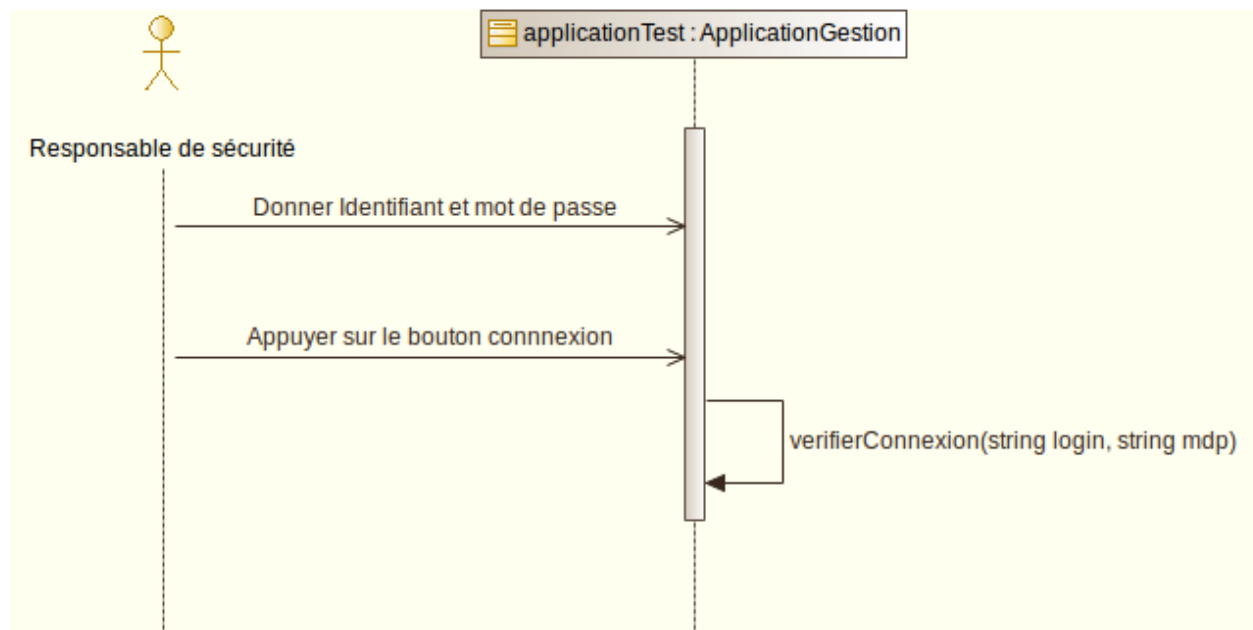 applicationTest : ApplicationGestion
Responsable de sécurité
Donner Identifiant et mot de passe
Appuyer sur le bouton connnexion
verifierConnexion(string login, string mdp)